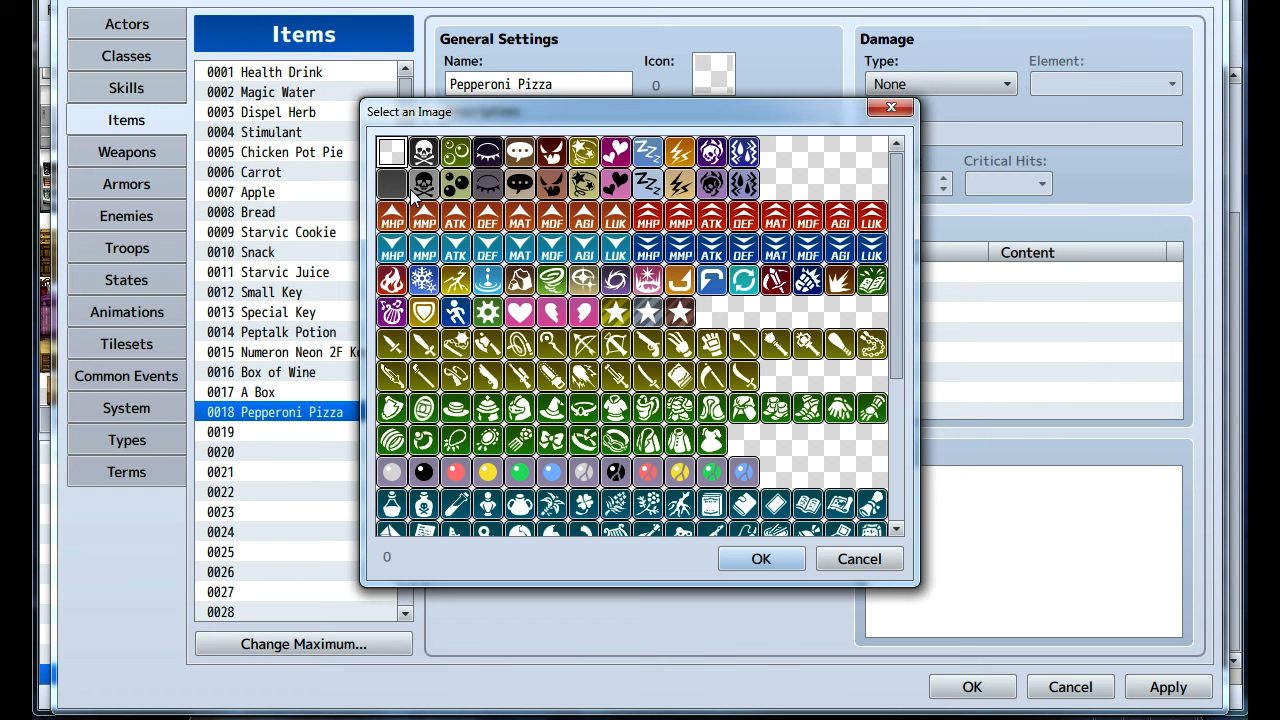 Actors
Classes
Skills
Items
Weapons
Armors
Enemies
Troops
States
Animations
Tilesets
Common Events
System
Types
Terms
Items
0001 Health Drink
0002 Magic Water
0003 Dispel Herb
0004 Stimulant
0005 Chicken Pot Pie
0006 Carrot
0007 Apple
0008 Bread
0009 Starvic Cookie
0010 Snack
0011 Starvic Juice
0012 Small Key
0013 Special Key
0014 Peptalk Potion
0015 Numeron Neon 2F
0016 Box of Wine
0017 A Box
0018 Pepperoni Pizza
0019
0020
0021
0022
0023
0024
0025
0026
0027
0028
Change Maximum...
General Settings
Name: Icon:
Pepperoni Pizza 0
Damage
Type: Element:
None
Critical Hits:
Content
Select an Image
ZZZ
ZZZ
MHP MMP ATK DEF MAT MDF AGI LUK MHP MMP ATK DEF MAT MDF AGI LUK
MHP MMP ATK DEF MAT MDF AGI LUK MHP MMP ATK DEF MAT MDF AGI LUK
0
OK Cancel
OK Cancel Apply